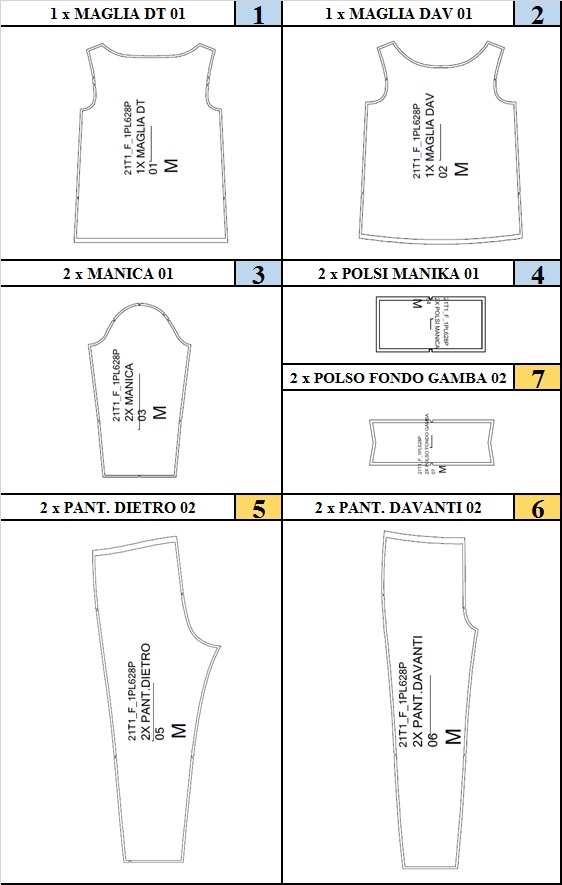 1 x MAGLIA DT 01
1
1 x MAGLIA DAV 01
2
21T1_F_1PL628P
1X MAGLIA DT
01
M
21T1_F_1PL628P
1X MAGLIA DAV
02
M
2 x MANICA 01
3
2 x POLSI MANIKA 01
4
21T1_F_1PL628P
2X MANICA
03
M
21T1_F_1PL628P
2X POLSI MANICA
04
M
2 x POLSO FONDO GAMBA 02
7
21T1_F_1PL628P
2X POLSO FONDO GAMBA
07
M
2 x PANT. DIETRO 02
5
2 x PANT. DAVANTI 02
6
21T1_F_1PL628P
2X PANT.DIETRO
05
M
21T1_F_1PL628P
2X PANT.DAVANTI
06
M